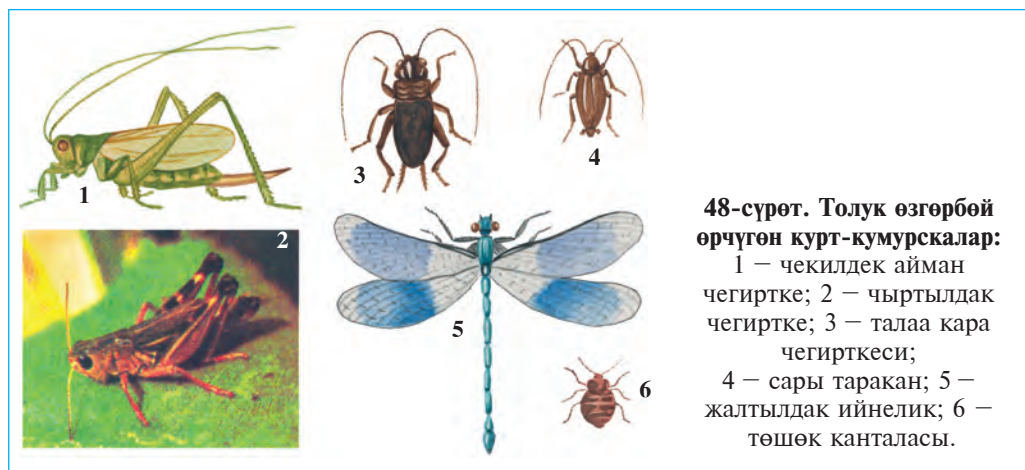 1
2
3
4
5
6
48-сүрөт. Толук өзгөрбөй
өрчүгөн курт-кумурскалар:
1 — чекилдек айман
чегиртке; 2 — чыртылдак
чегиртке; 3 — талаа кара
чегирткеси;
4 — сары таракан; 5 —
жалтылдак ийнелик; 6 —
төшөк канталасы.